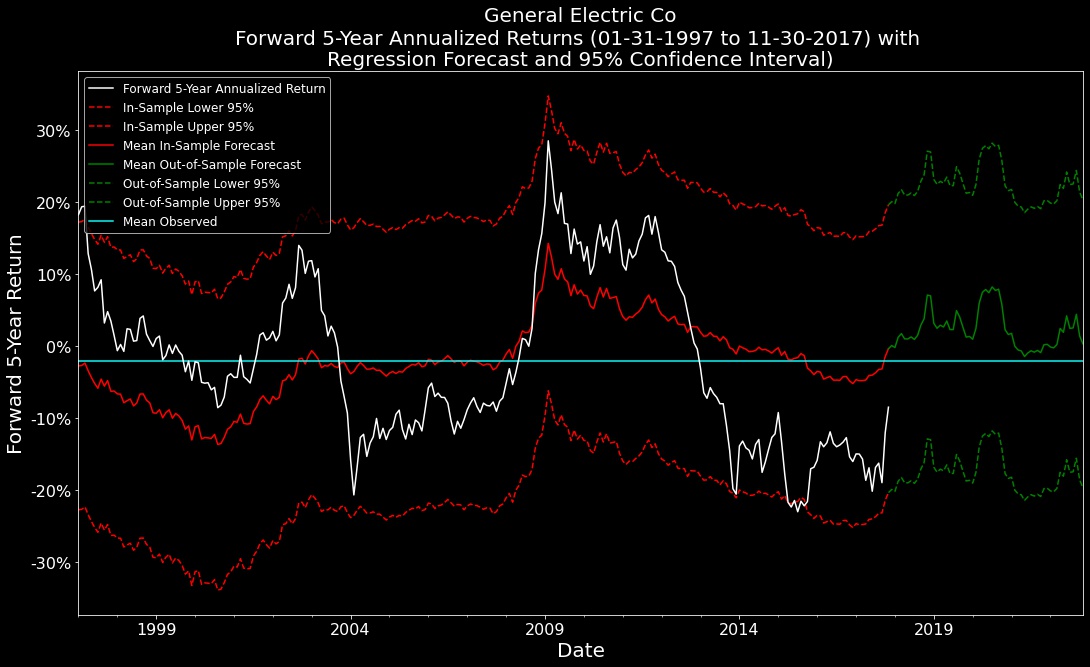 General Electric Co
Forward 5-Year Annualized Returns (01-31-1997 to 11-30-2017) with
Regression Forecast and 95% Confidence Interval)
Forward 5-Year Annualized Return
In-Sample Lower 95%
In-Sample Upper 95%
Mean In-Sample Forecast
Mean Out-of-Sample Forecast
Out-of-Sample Lower 95%
Out-of-Sample Upper 95%
Mean Observed
Forward 5-Year Return
30%
20%
10%
0%
-10%
-20%
-30%
1999
2004
2009
2014
2019
Date